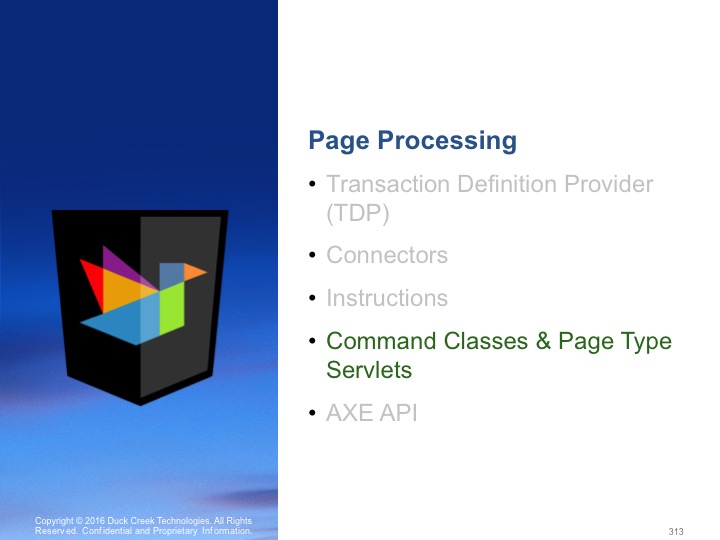 Page Processing
• Transaction Definition Provider
(TDP)
• Connectors
• Instructions
• Command Classes & Page Type
Servlets
• AXE API
Copyright © 2016 Duck Creek Technologies. All Rights
Reserved. Confidential and Proprietary Information.
313